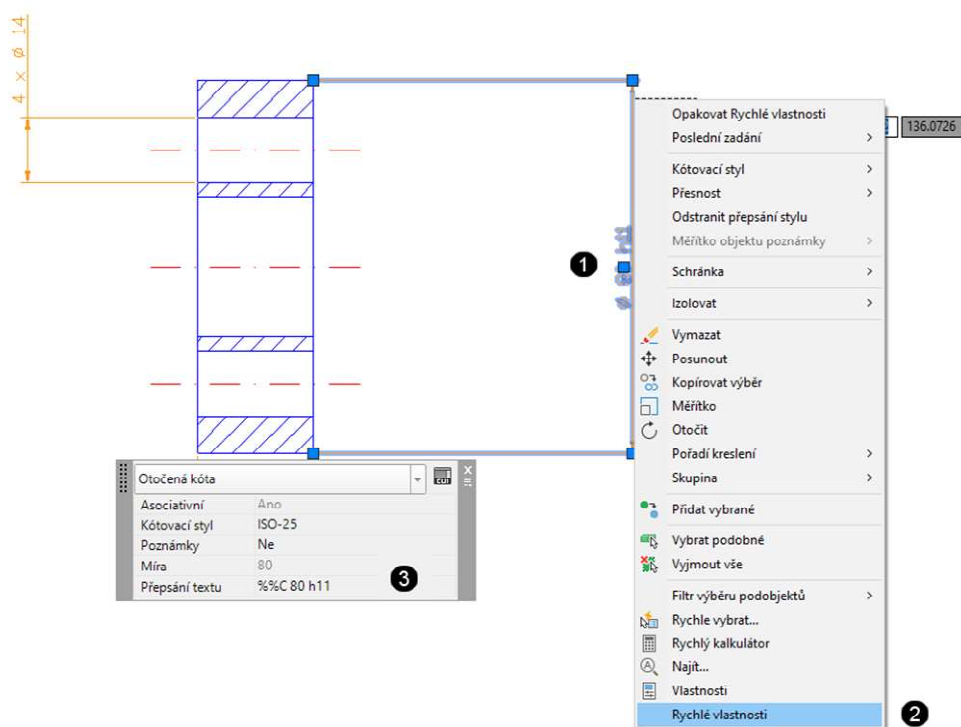 4 × Ø 14
Opakovat Rychlé vlastnosti
Poslední zadání
136.0726
Kótovací styl
Přesnost
Odstranit přepsání stylu
Měřítko objektu poznámky
Schránka
Izolovat
Vymazat
Posunout
Kopírovat výběr
Měřítko
Otočit
Pořadí kreslení
Skupina
Přidat vybrané
Vybrat podobné
Vyjmout vše
Filtr výběru podobjektů
Rychle vybrat...
Rychlý kalkulátor
Najít...
Vlastnosti
Rychlé vlastnosti
1
2
Otočená kóta
CUI
Asociativní Ano
Kótovací styl ISO-25
Poznámky Ne
Míra 80
Přepsání textu %%C 80 h11
3